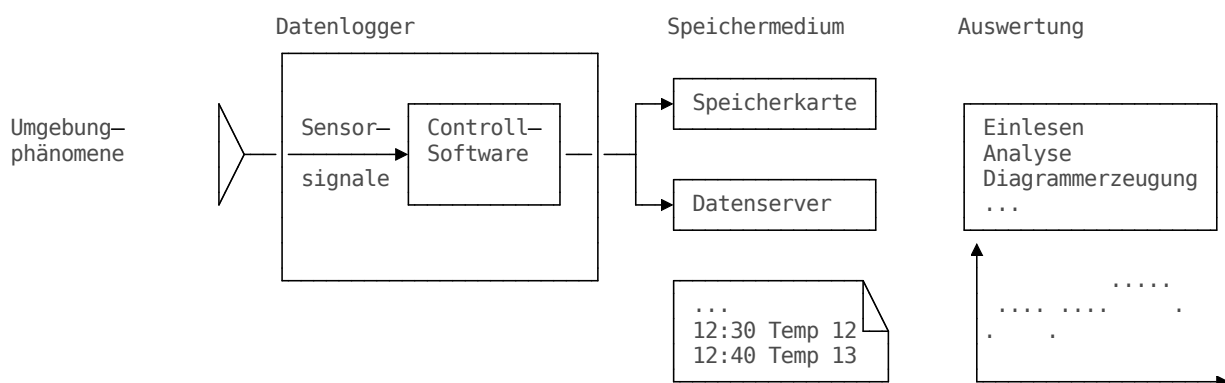 Datenlogger
Speichermedium
Auswertung
Umgebung–
phänomene
Sensor–
signale
Controll–
Software
Speicherkarte
Datenserver
...
12:30 Temp 12
12:40 Temp 13
Einlesen
Analyse
Diagrammerzeugung
...